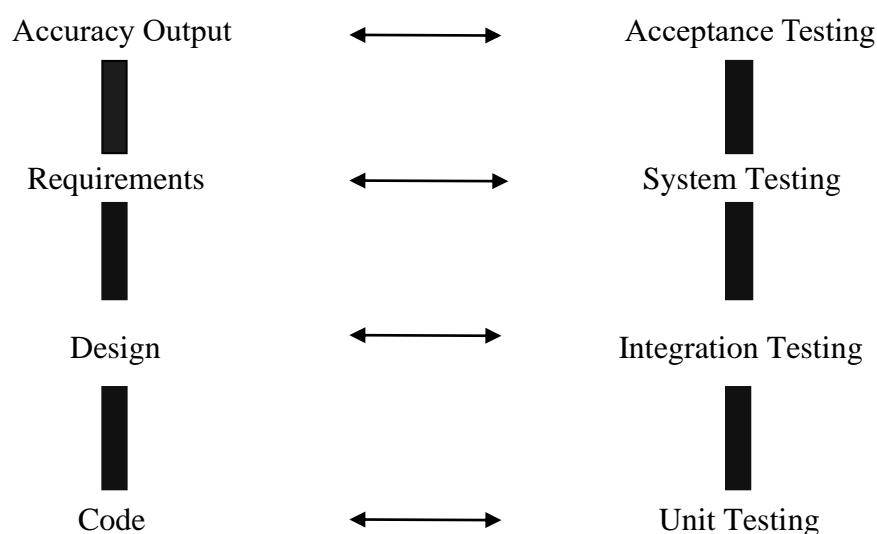 Accuracy Output
Acceptance Testing
Requirements
System Testing
Design
Integration Testing
Code
Unit Testing